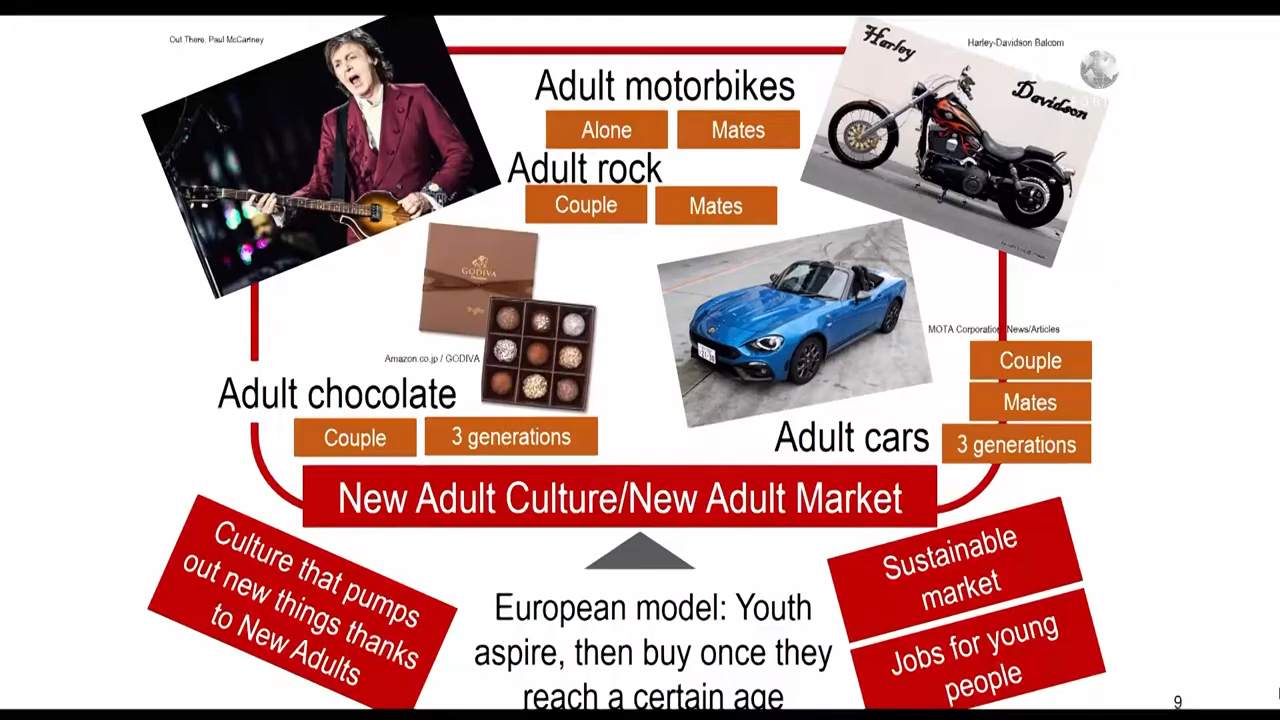 Out There, Paul McCartney
Harley-Davidson Balcom
Harley
Davidson
Adult motorbikes
Alone
Mates
Adult rock
Couple
Mates
GODIVA
Amazon.co.jp / GODIVA
MOTA Corporation News/Articles
Adult chocolate
Couple
3 generations
Adult cars
Couple
Mates
3 generations
New Adult Culture/New Adult Market
Culture that pumps
out new things thanks
to New Adults
European model: Youth
aspire, then buy once they
reach a certain age
Sustainable
market
Jobs for young
people
9